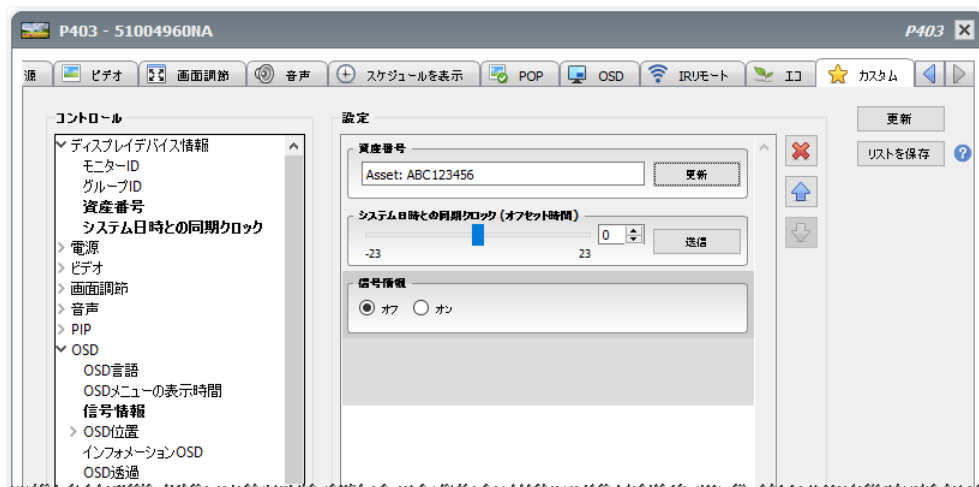 P403 - 51004960NA
P403
源 ビデオ 画面調節 音声 スケジュールを表示 POP OSD IRリモート エコ カスタム
コントロール
ディスプレイデバイス情報
モニターID
グループID
資産番号
システム日時との同期クロック
電源
ビデオ
画面調節
音声
PIP
OSD
OSD言語
OSDメニューの表示時間
信号情報
OSD位置
インフォメーションOSD
OSD透過
設定
資産番号
Asset: ABC123456 更新
システム日時との同期クロック (オフセット時間)
-23 23 0 送信
信号情報
オフ オン
更新
リストを保存
?